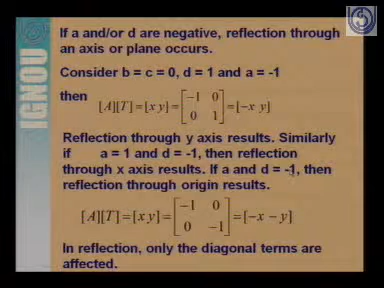 If a and/or d are negative, reflection through
an axis or plane occurs.
Consider b = c = 0, d = 1 and a = -1
then
[A][T] = [x y] = [−1 0 0 1] = [−x y]
Reflection through y axis results. Similarly
if a = 1 and d = -1, then reflection
through x axis results. If a and d = -1, then
reflection through origin results.
[A][T] = [x y] = [−1 0 0 −1] = [−x − y]
In reflection, only the diagonal terms are
affected.
IGNOU